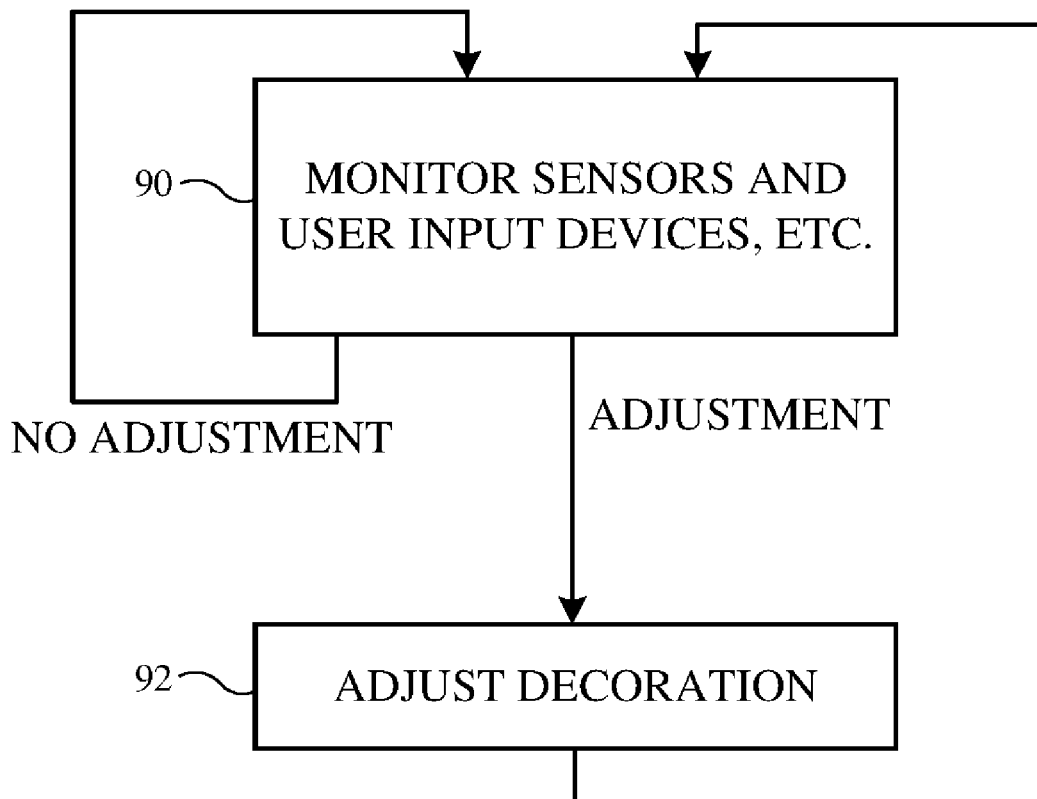 90
MONITOR SENSORS AND
USER INPUT DEVICES, ETC.
NO ADJUSTMENT
ADJUSTMENT
92
ADJUST DECORATION